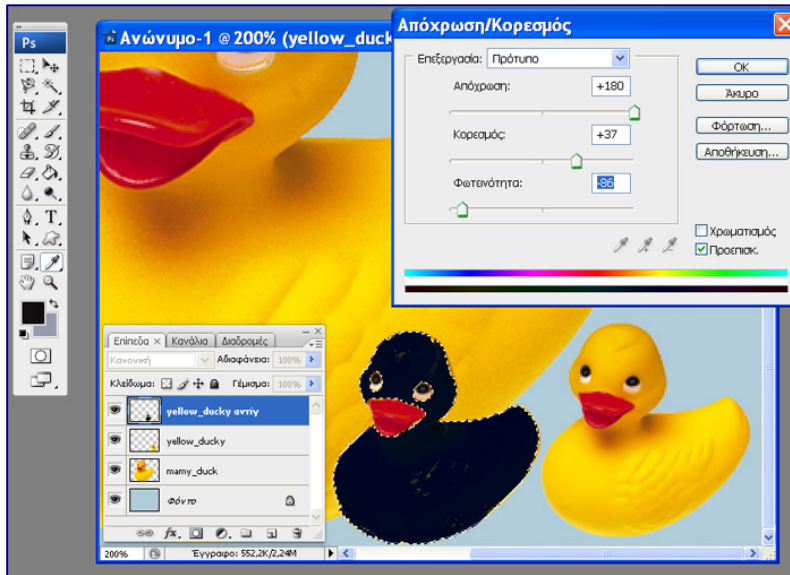 Ps
Ανώνυμο-1 @ 200% (yellow_duck
Απόχρωση/Κορεσμός
Επεξεργασία: Πρότυπο
Απόχρωση: +180
Κορεσμός: +37
Φωτεινότητα: -86
OK
Άκυρο
Φόρτωση...
Αποθήκευση...
Χρωματισμός
Προεπισκ.
Επίπεδα × Κανάλια Διαδρομές
Κανονική Αδιαφάνεια: 100%
Κλείδωμα: Γέμισμα: 100%
yellow_ducky αντίγ
yellow_ducky
mamy_duck
Φόντο
fx.
200% Έγγραφο: 552,2K/2,24M